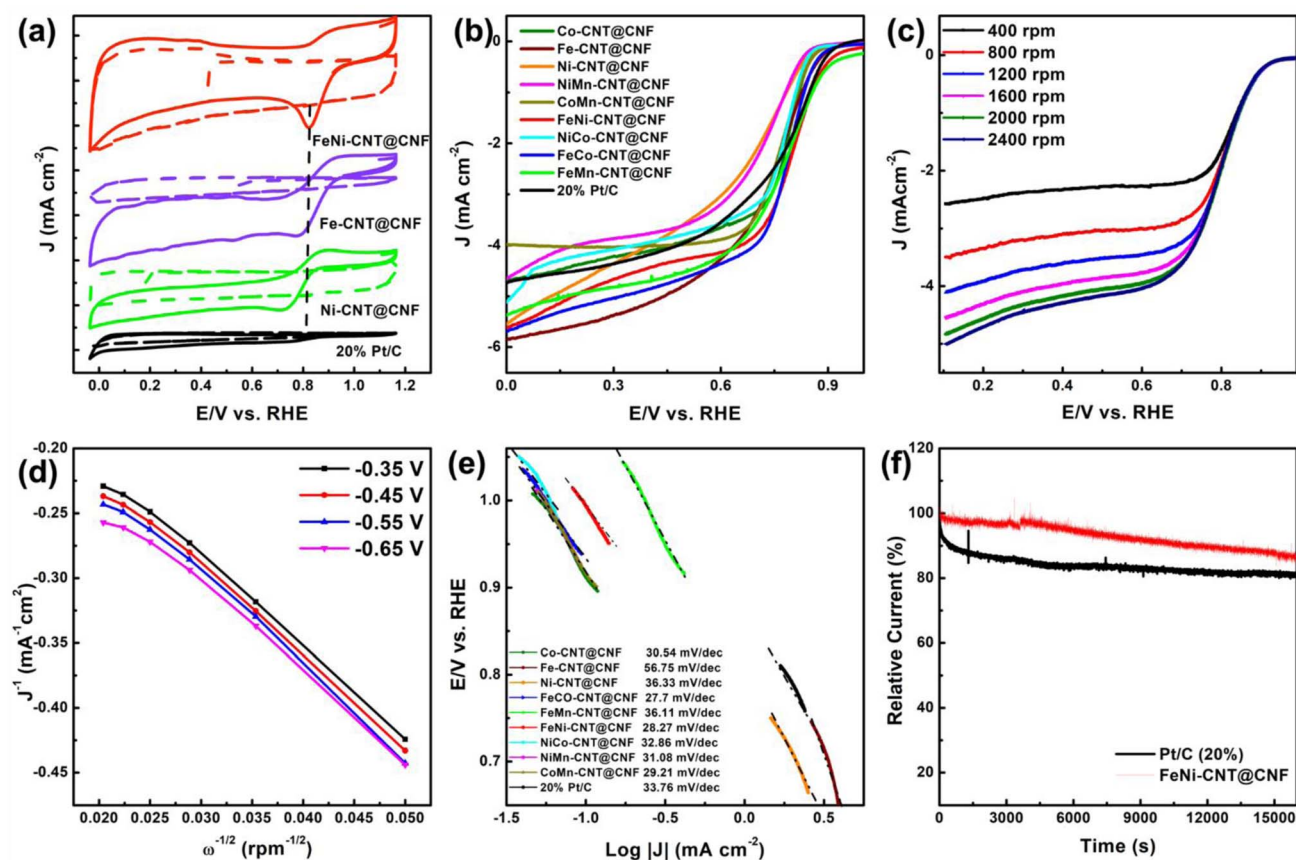 (a)
J (mA cm-2)
FeNi-CNT@CNF
Fe-CNT@CNF
Ni-CNT@CNF
20% Pt/C
0.0 0.2 0.4 0.6 0.8 1.0 1.2
E/V vs. RHE
(b)
Co-CNT@CNF
Fe-CNT@CNF
Ni-CNT@CNF
NiMn-CNT@CNF
CoMn-CNT@CNF
FeNi-CNT@CNF
NiCo-CNT@CNF
FeCo-CNT@CNF
FeMn-CNT@CNF
20% Pt/C
J (mA cm-2)
0
-2
-4
-6
0.0 0.3 0.6 0.9
E/V vs. RHE
(c)
400 rpm
800 rpm
1200 rpm
1600 rpm
2000 rpm
2400 rpm
J (mAcm-2)
0
-2
-4
0.2 0.4 0.6 0.8
E/V vs. RHE
(d)
-0.35 V
-0.45 V
-0.55 V
-0.65 V
J-1 (mA-1cm2)
-0.20
-0.25
-0.30
-0.35
-0.40
-0.45
0.020 0.025 0.030 0.035 0.040 0.045 0.050
ω-1/2 (rpm-1/2)
(e)
E/V vs. RHE
1.0
0.9
0.8
0.7
Co-CNT@CNF 30.54 mV/dec
Fe-CNT@CNF 56.75 mV/dec
Ni-CNT@CNF 36.33 mV/dec
FeCO-CNT@CNF 27.7 mV/dec
FeMn-CNT@CNF 36.11 mV/dec
FeNi-CNT@CNF 28.27 mV/dec
NiCo-CNT@CNF 32.86 mV/dec
NiMn-CNT@CNF 31.08 mV/dec
CoMn-CNT@CNF 29.21 mV/dec
20% Pt/C 33.76 mV/dec
-1.5 -1.0 -0.5 0.0 0.5
Log |J| (mA cm-2)
(f)
Relative Current (%)
120
100
80
60
40
20
Pt/C (20%)
FeNi-CNT@CNF
0 3000 6000 9000 12000 15000
Time (s)